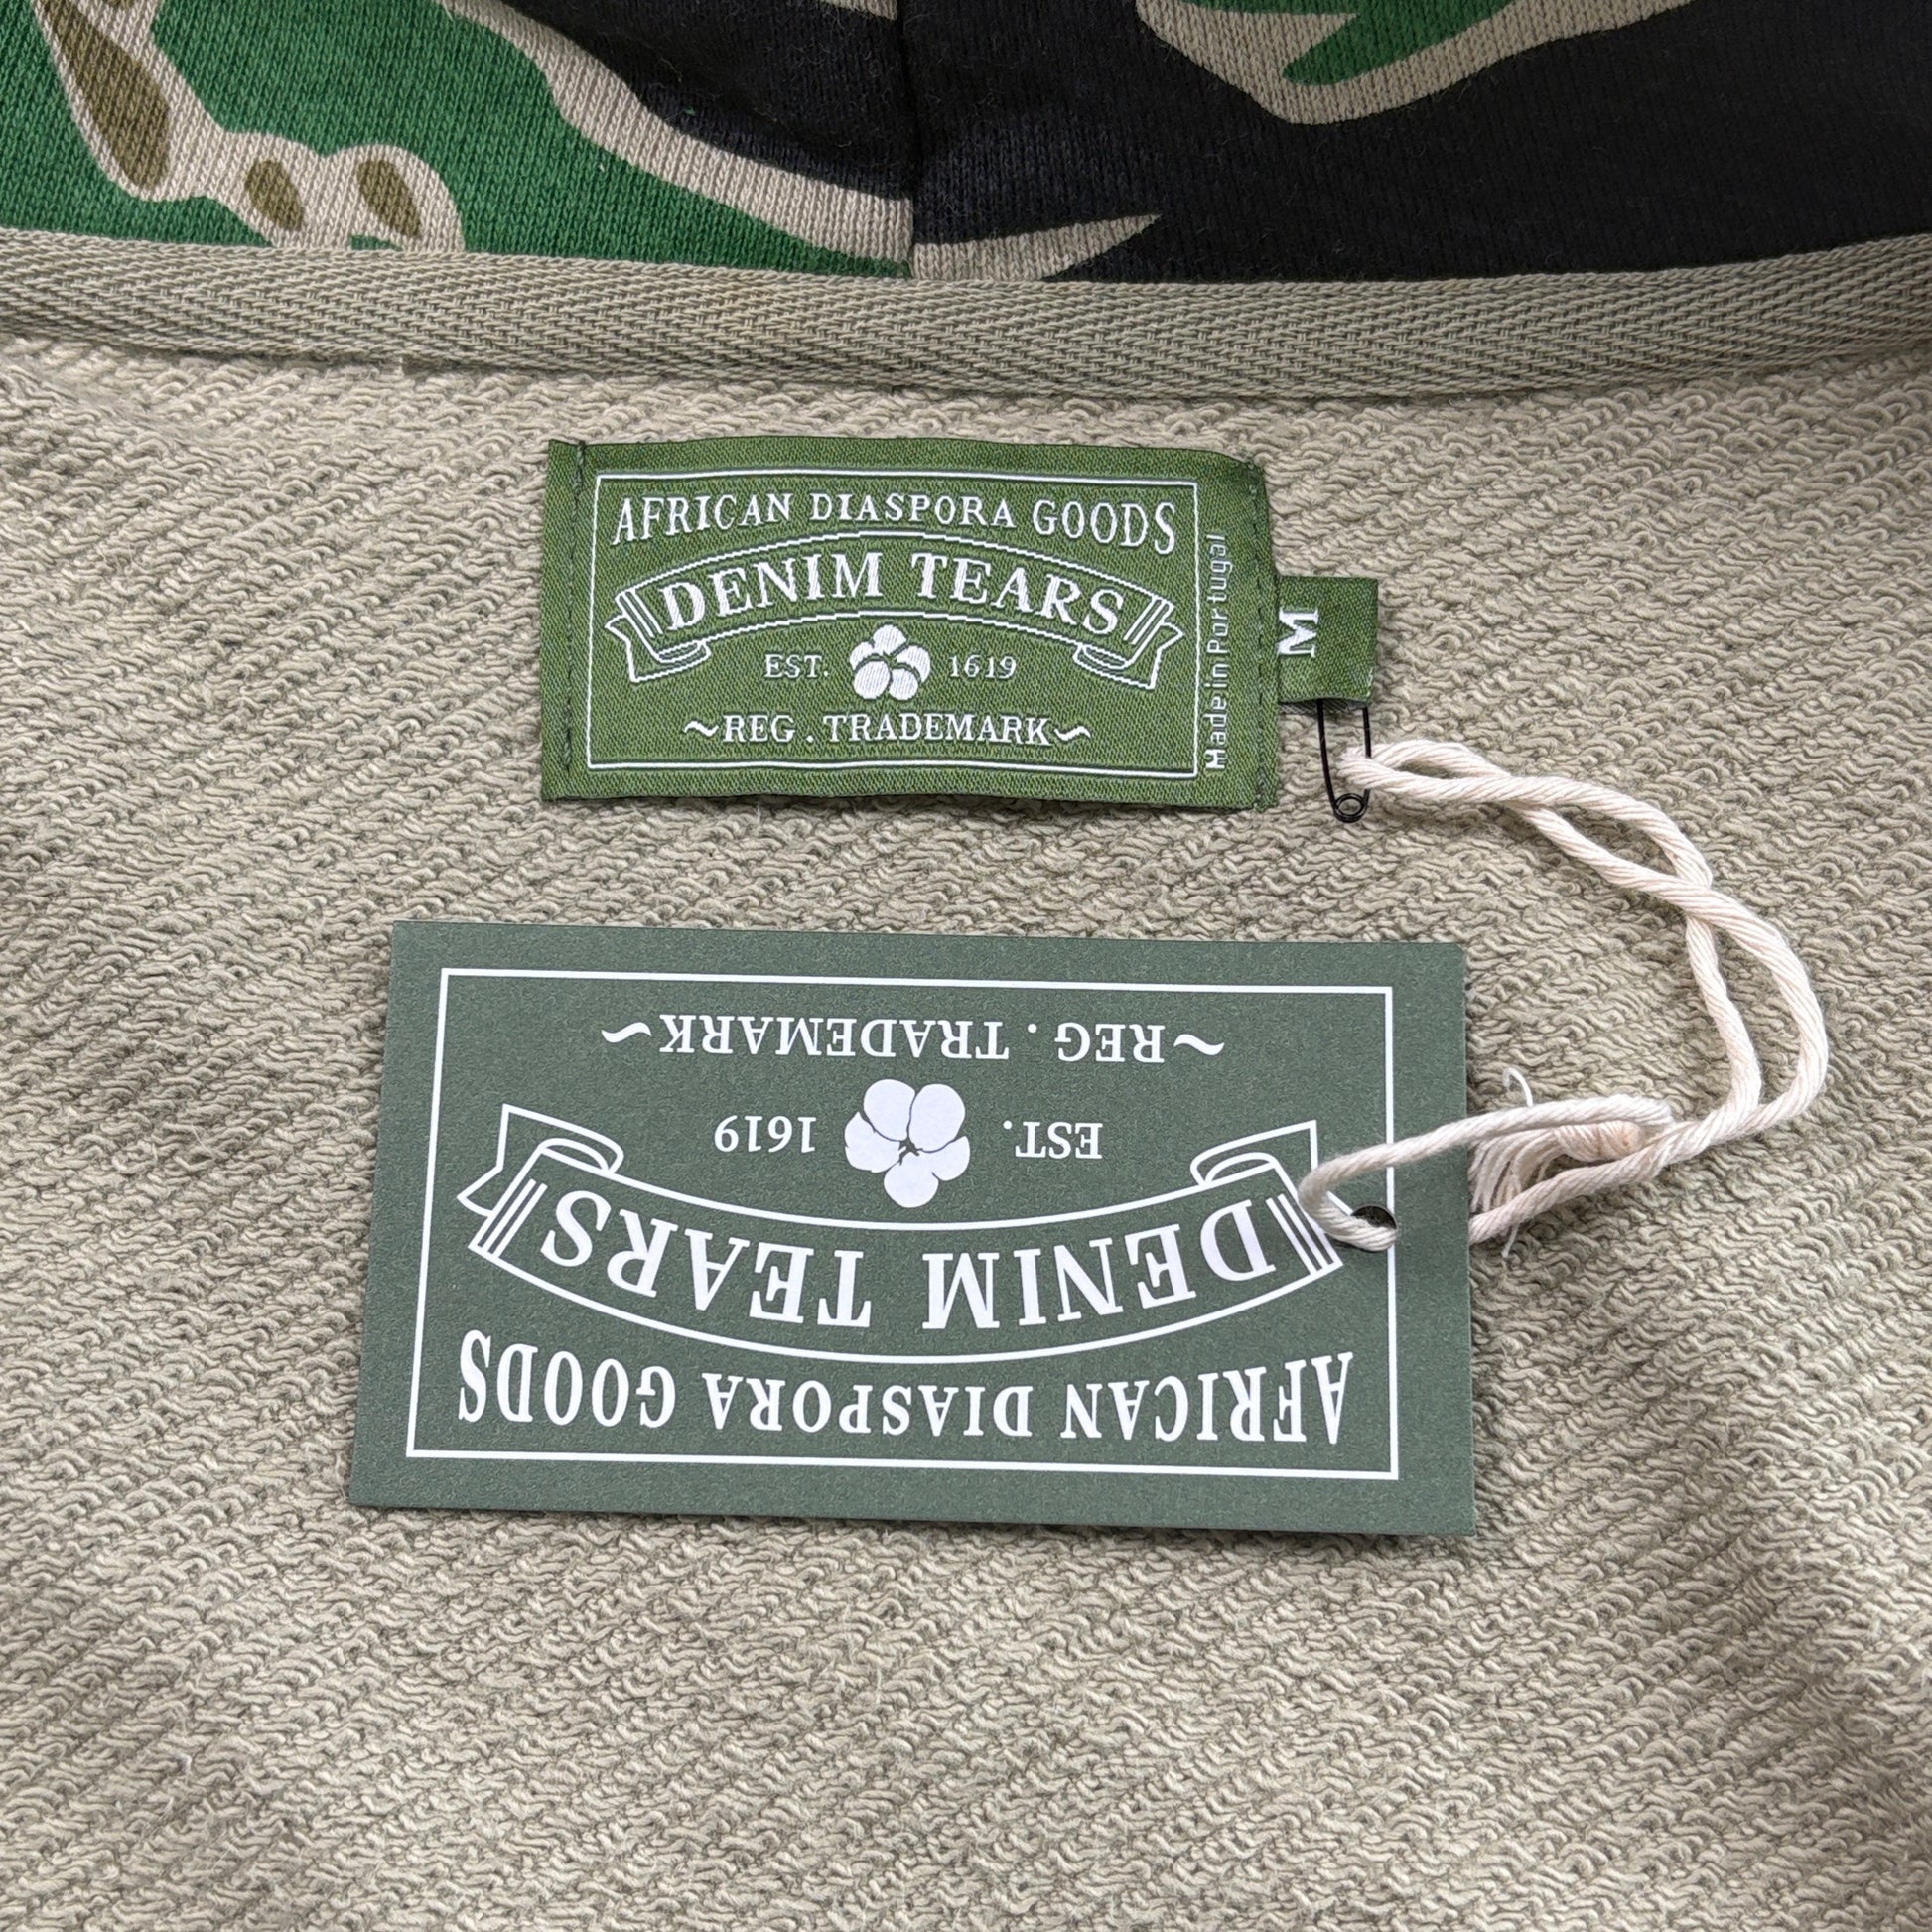 AFRICAN DIASPORA GOODS
DENIM TEARS
EST. 1619
~REG. TRADEMARK~
Made in Portugal
M
AFRICAN DIASPORA GOODS
DENIM TEARS
EST. 1619
~REG. TRADEMARK~